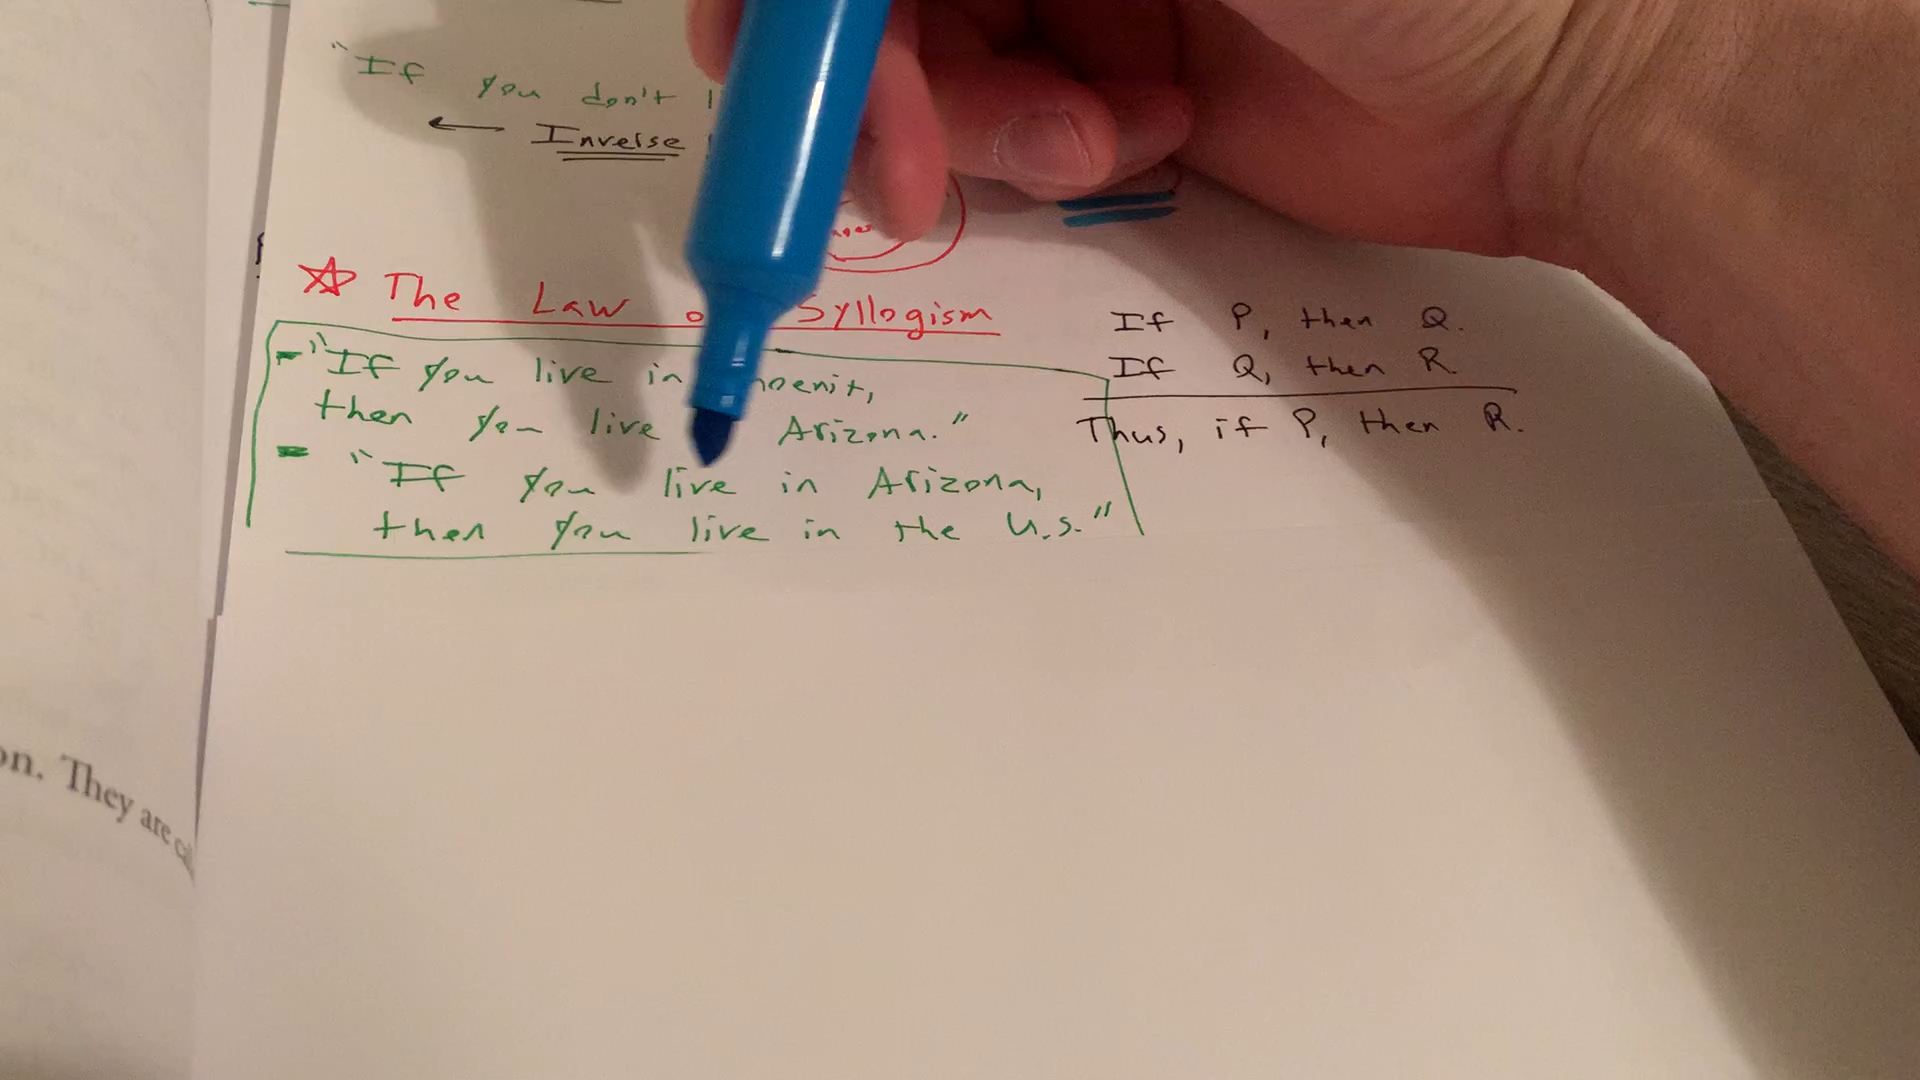 "If you don't
← Inverse
☆ The Law Syllogism
- "If you live in
then you live Arizona."
- "If you live in Arizona,
then you live in the U.S."
If P, then Q.
If Q, then R.
Thus, if P, then R.
on. They are